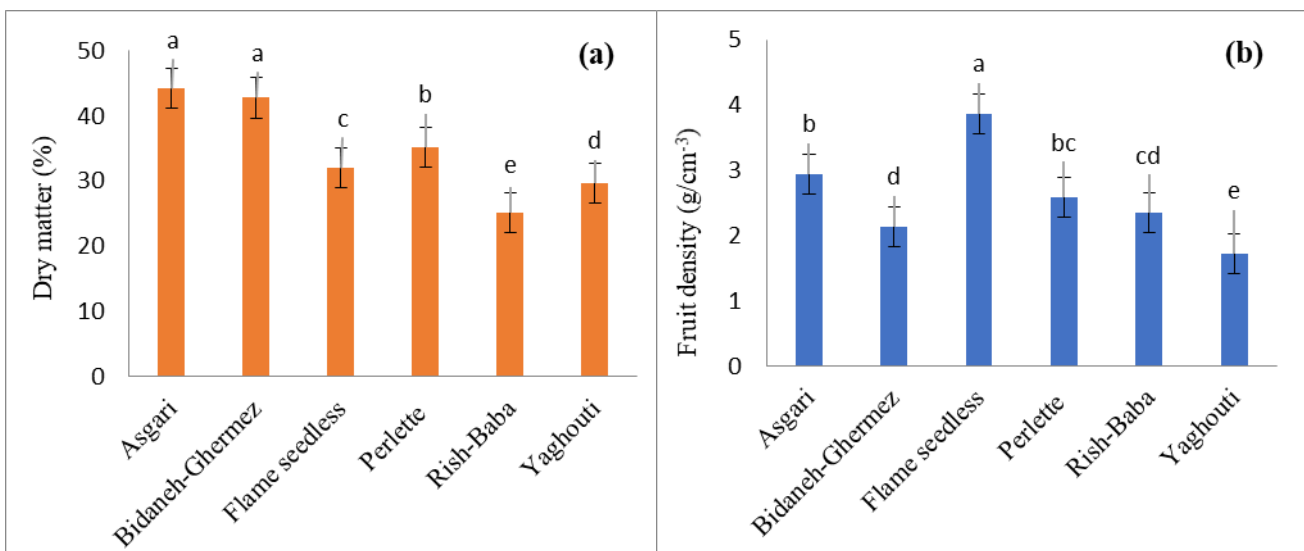 (a)
Dry matter (%)
50
40
30
20
10
0
a
a
c
b
e
d
Asgari
Bidaneh-Ghermez
Flame seedless
Perlette
Rish-Baba
Yaghouti
(b)
Fruit density (g/cm⁻³)
5
4
3
2
1
0
b
d
a
bc
cd
e
Asgari
Bidaneh-Ghermez
Flame seedless
Perlette
Rish-Baba
Yaghouti